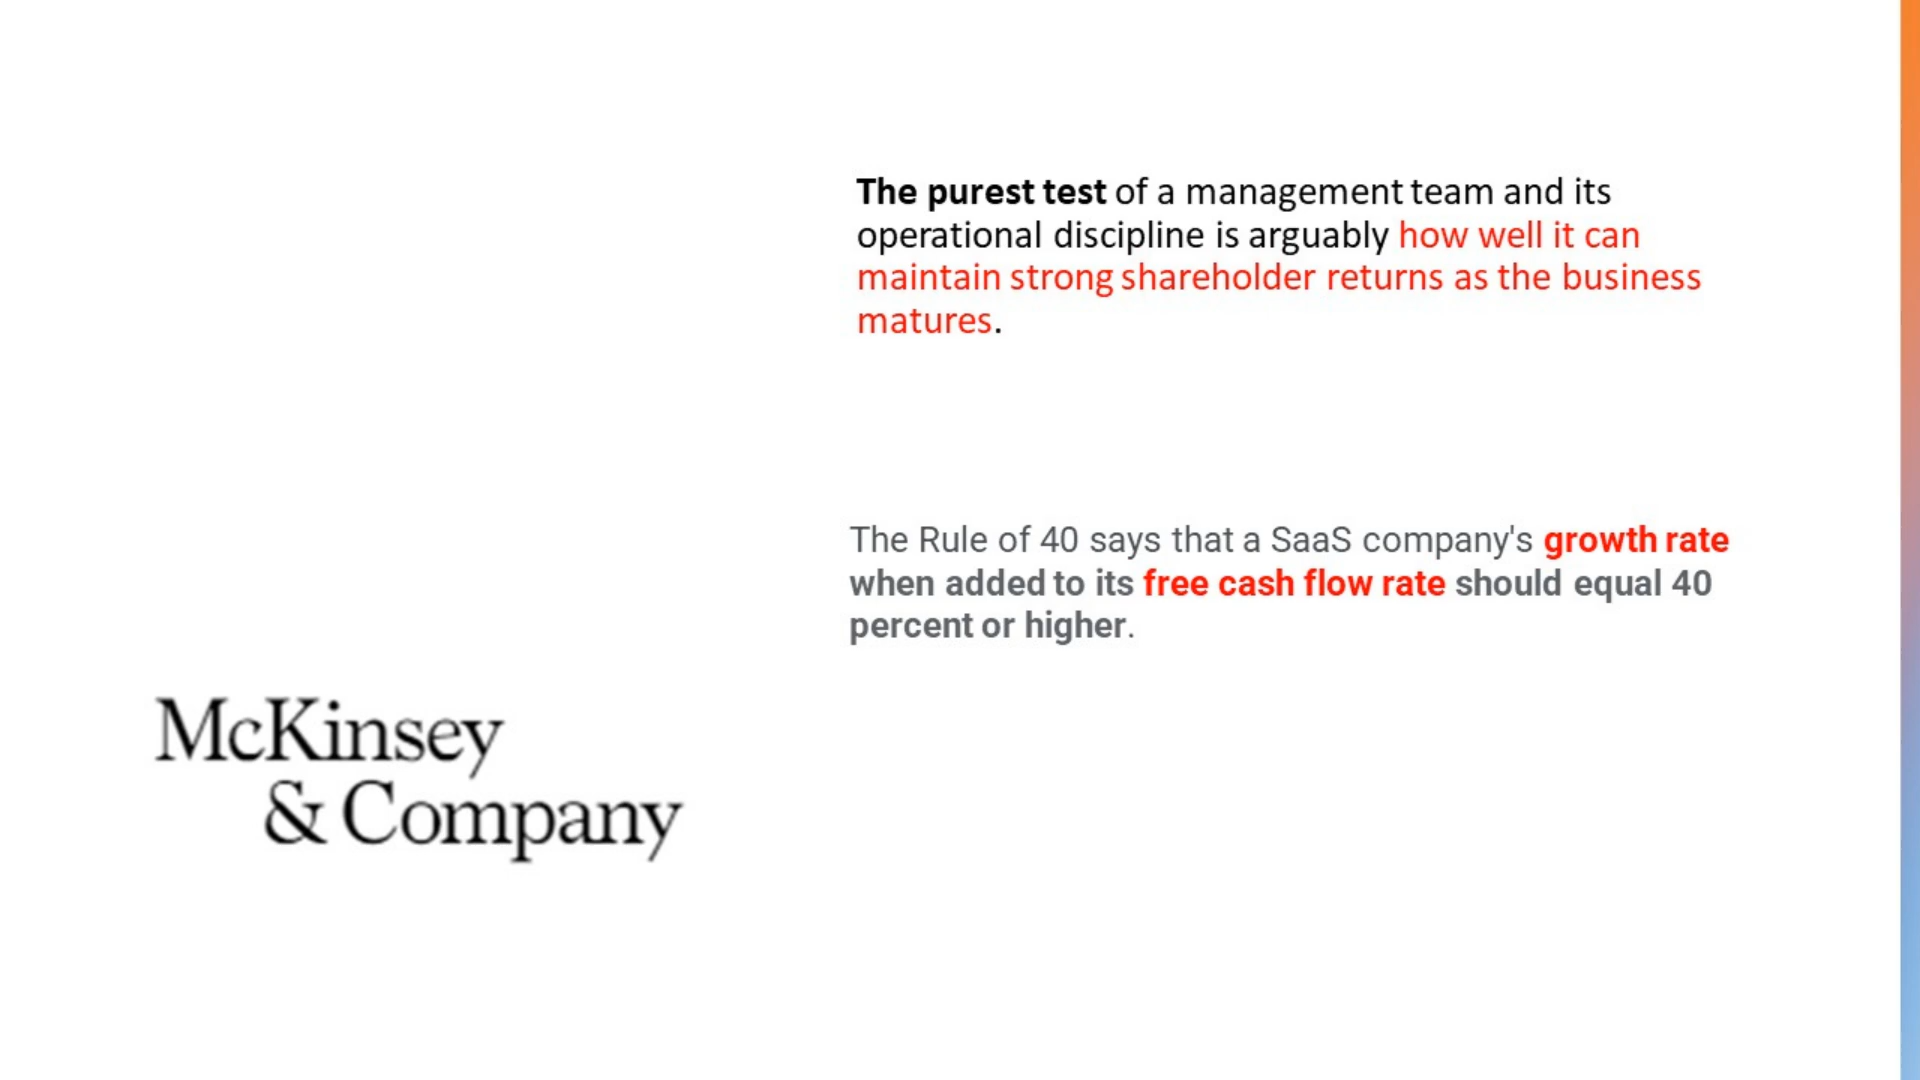 The purest test of a management team and its
operational discipline is arguably how well it can
maintain strong shareholder returns as the business
matures.
The Rule of 40 says that a SaaS company's growth rate
when added to its free cash flow rate should equal 40
percent or higher.
McKinsey
& Company